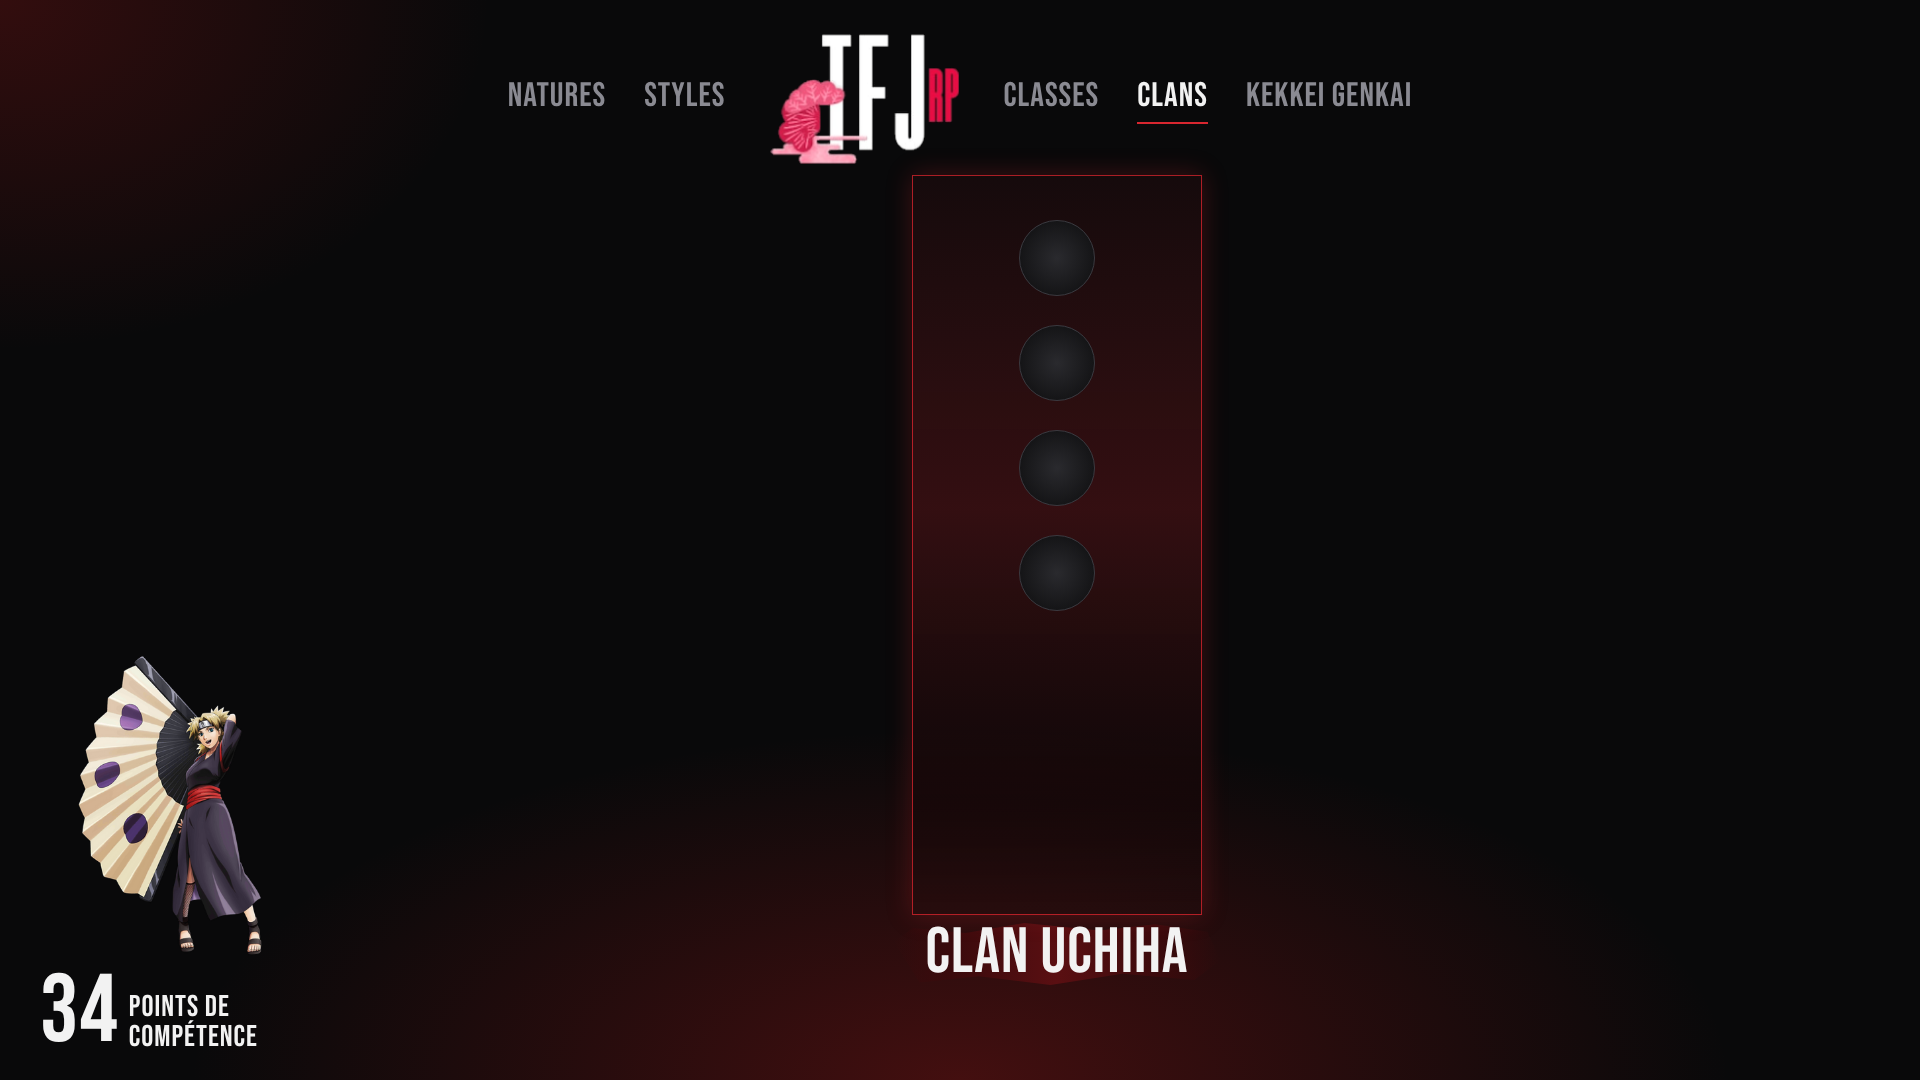 NATURES
STYLES
TFJ RP
CLASSES
CLANS
KEKKEI GENKAI
CLAN UCHIHA
34
POINTS DE
COMPÉTENCE